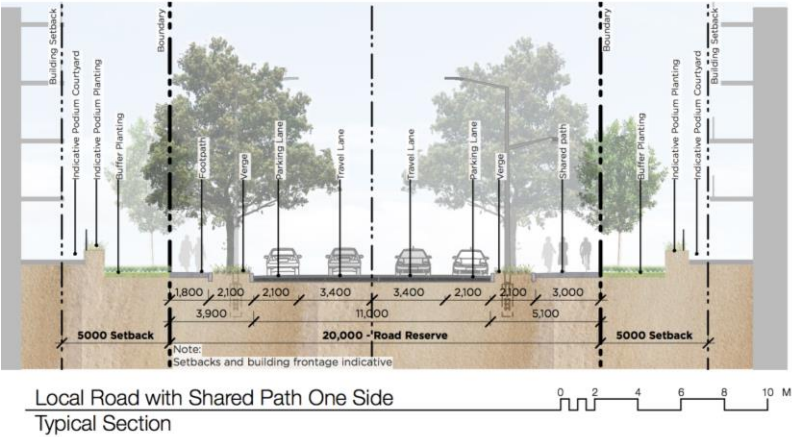 Building Setback
Indicative Podium Courtyard
Indicative Podium Planting
Buffer Planting
Boundary
Footpath
Verge
Parking Lane
Travel Lane
Travel Lane
Parking Lane
Verge
Shared path
Boundary
Buffer Planting
Indicative Podium Planting
Indicative Podium Courtyard
Building Setback
1,800 2,100 2,100 3,400 3,400 2,100 2,100 3,000
3,900 11,000 5,100
5000 Setback 20,000 - Road Reserve 5000 Setback
Note:
Setbacks and building frontage indicative
Local Road with Shared Path One Side
0 2 4 6 8 10 M
Typical Section